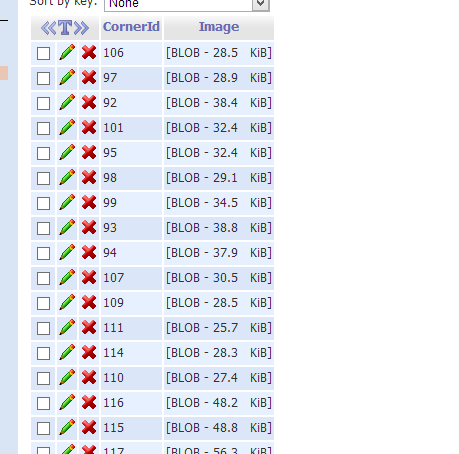 Sort by key: None
T CornerId Image
106 [BLOB - 28.5 KiB]
97 [BLOB - 28.9 KiB]
92 [BLOB - 38.4 KiB]
101 [BLOB - 32.4 KiB]
95 [BLOB - 32.4 KiB]
98 [BLOB - 29.1 KiB]
99 [BLOB - 34.5 KiB]
93 [BLOB - 38.8 KiB]
94 [BLOB - 37.9 KiB]
107 [BLOB - 30.5 KiB]
109 [BLOB - 28.5 KiB]
111 [BLOB - 25.7 KiB]
114 [BLOB - 28.3 KiB]
110 [BLOB - 27.4 KiB]
116 [BLOB - 48.2 KiB]
115 [BLOB - 48.8 KiB]
117 [BLOB - 56.3 KiB]